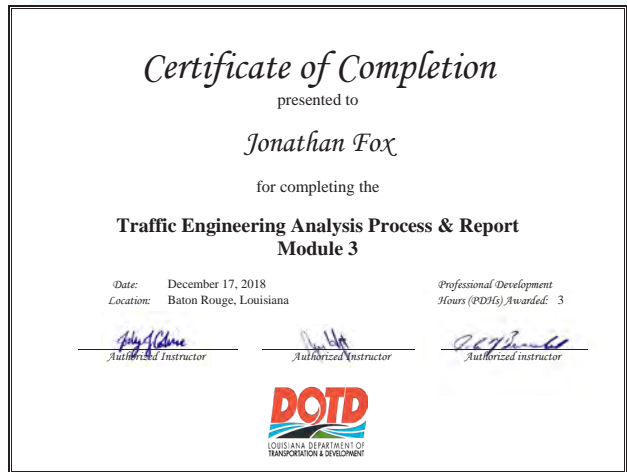 Certificate of Completion
presented to
Jonathan Fox
for completing the
Traffic Engineering Analysis Process & Report
Module 3
Date: December 17, 2018
Location: Baton Rouge, Louisiana
Professional Development
Hours (PDHs) Awarded: 3
Authorized Instructor
Authorized Instructor
Authorized instructor
DOTD
LOUISIANA DEPARTMENT OF
TRANSPORTATION & DEVELOPMENT